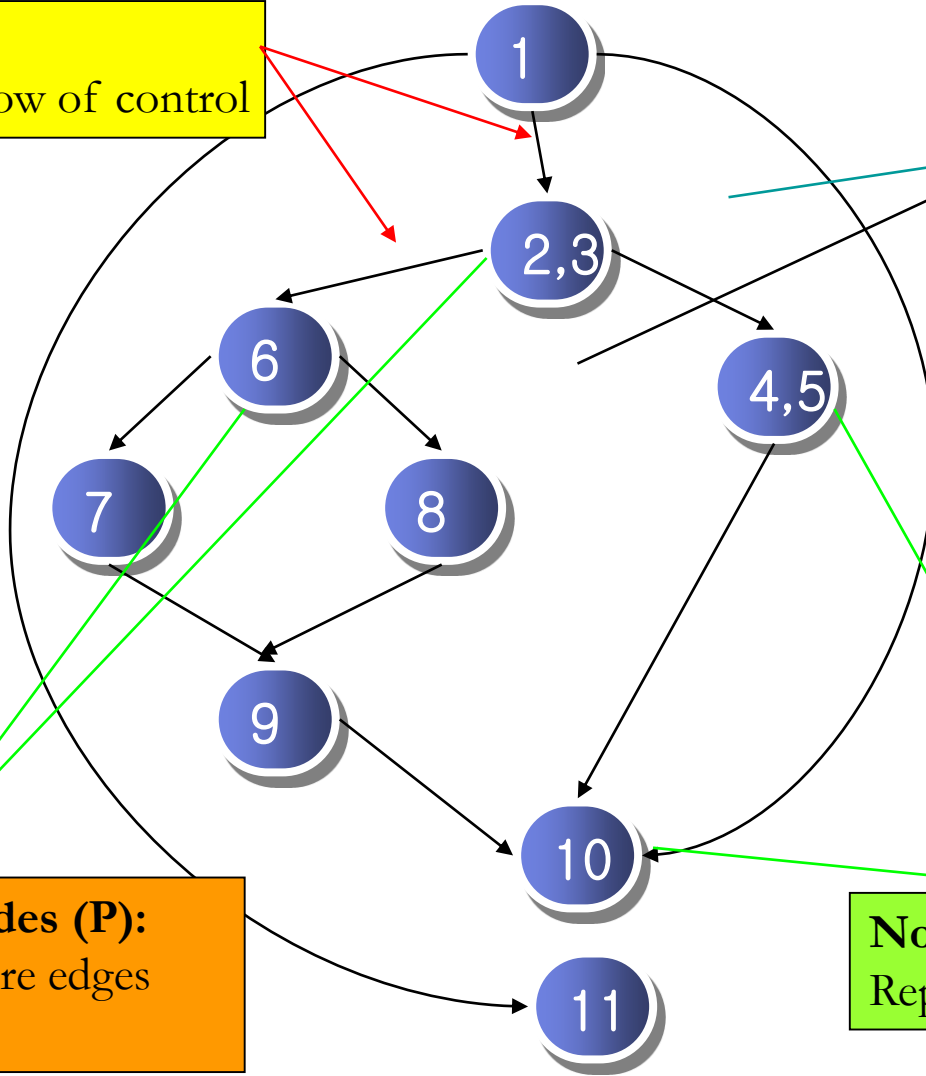 ow of control
1
2,3
6
4,5
7
8
9
10
des (P):
re edges
No
Rep
11